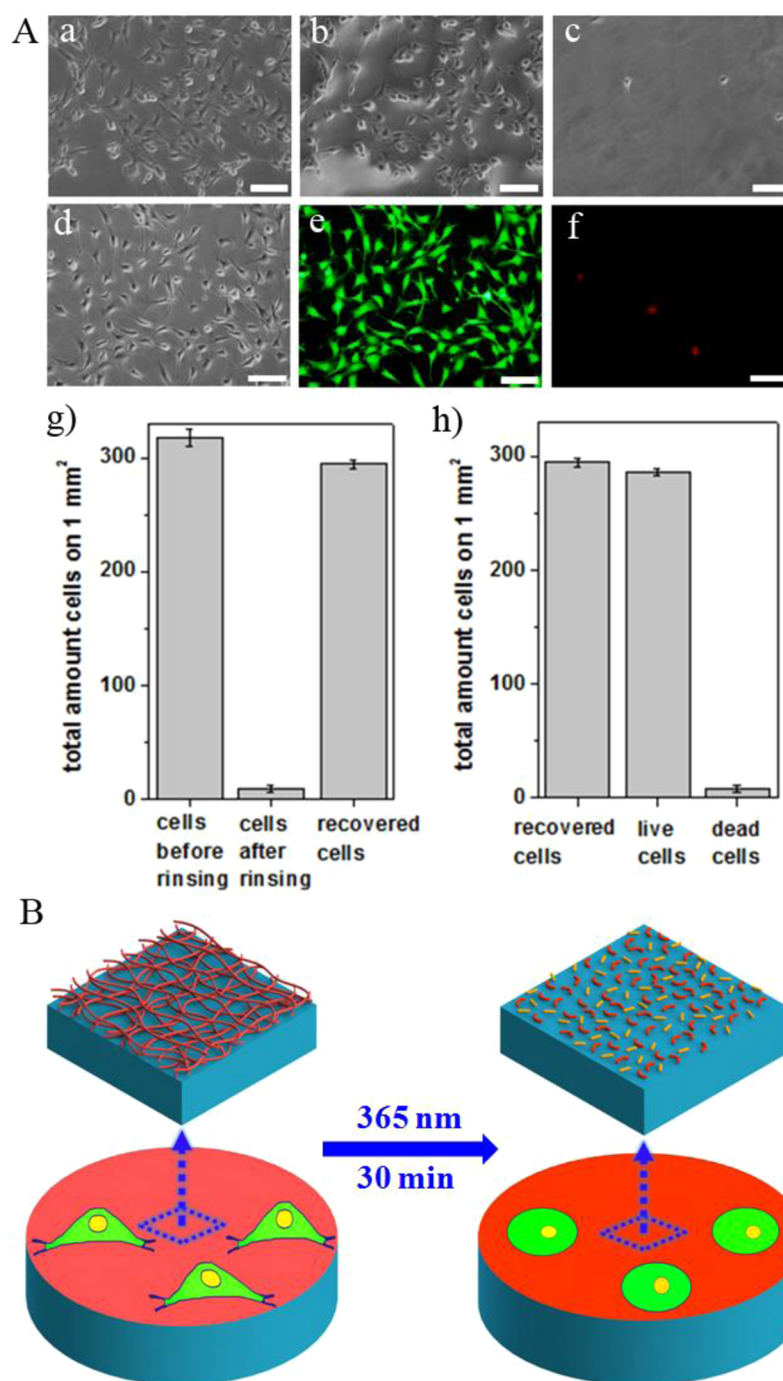 A
a
b
c
d
e
f
g)
total amount cells on 1 mm²
300
200
100
0
cells before rinsing
cells after rinsing
recovered cells
h)
total amount cells on 1 mm²
300
200
100
0
recovered cells
live cells
dead cells
B
365 nm
30 min